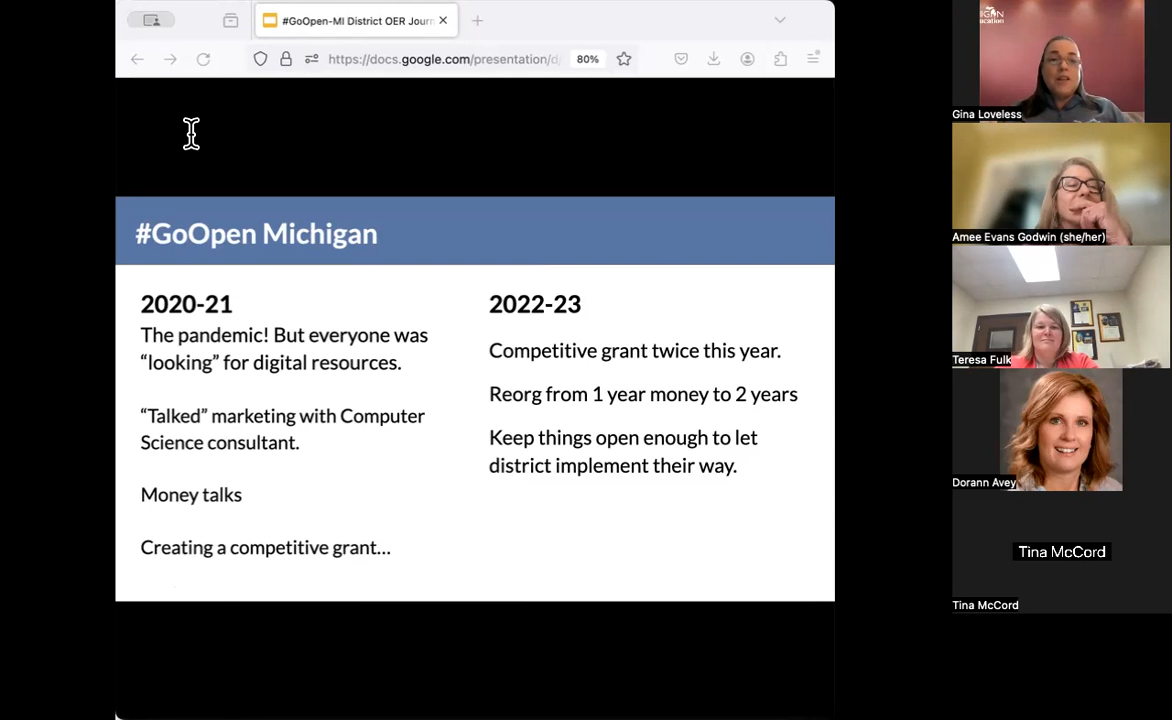 #GoOpen-MI District OER Jour
https://docs.google.com/presentation/d
80%
#GoOpen Michigan
2020-21
The pandemic! But everyone was
“looking” for digital resources.
“Talked” marketing with Computer
Science consultant.
Money talks
Creating a competitive grant...
2022-23
Competitive grant twice this year.
Reorg from 1 year money to 2 years
Keep things open enough to let
district implement their way.
Gina Loveless
Amee Evans Godwin (she/her)
Teresa Fulk
Dorann Avey
Tina McCord
Tina McCord